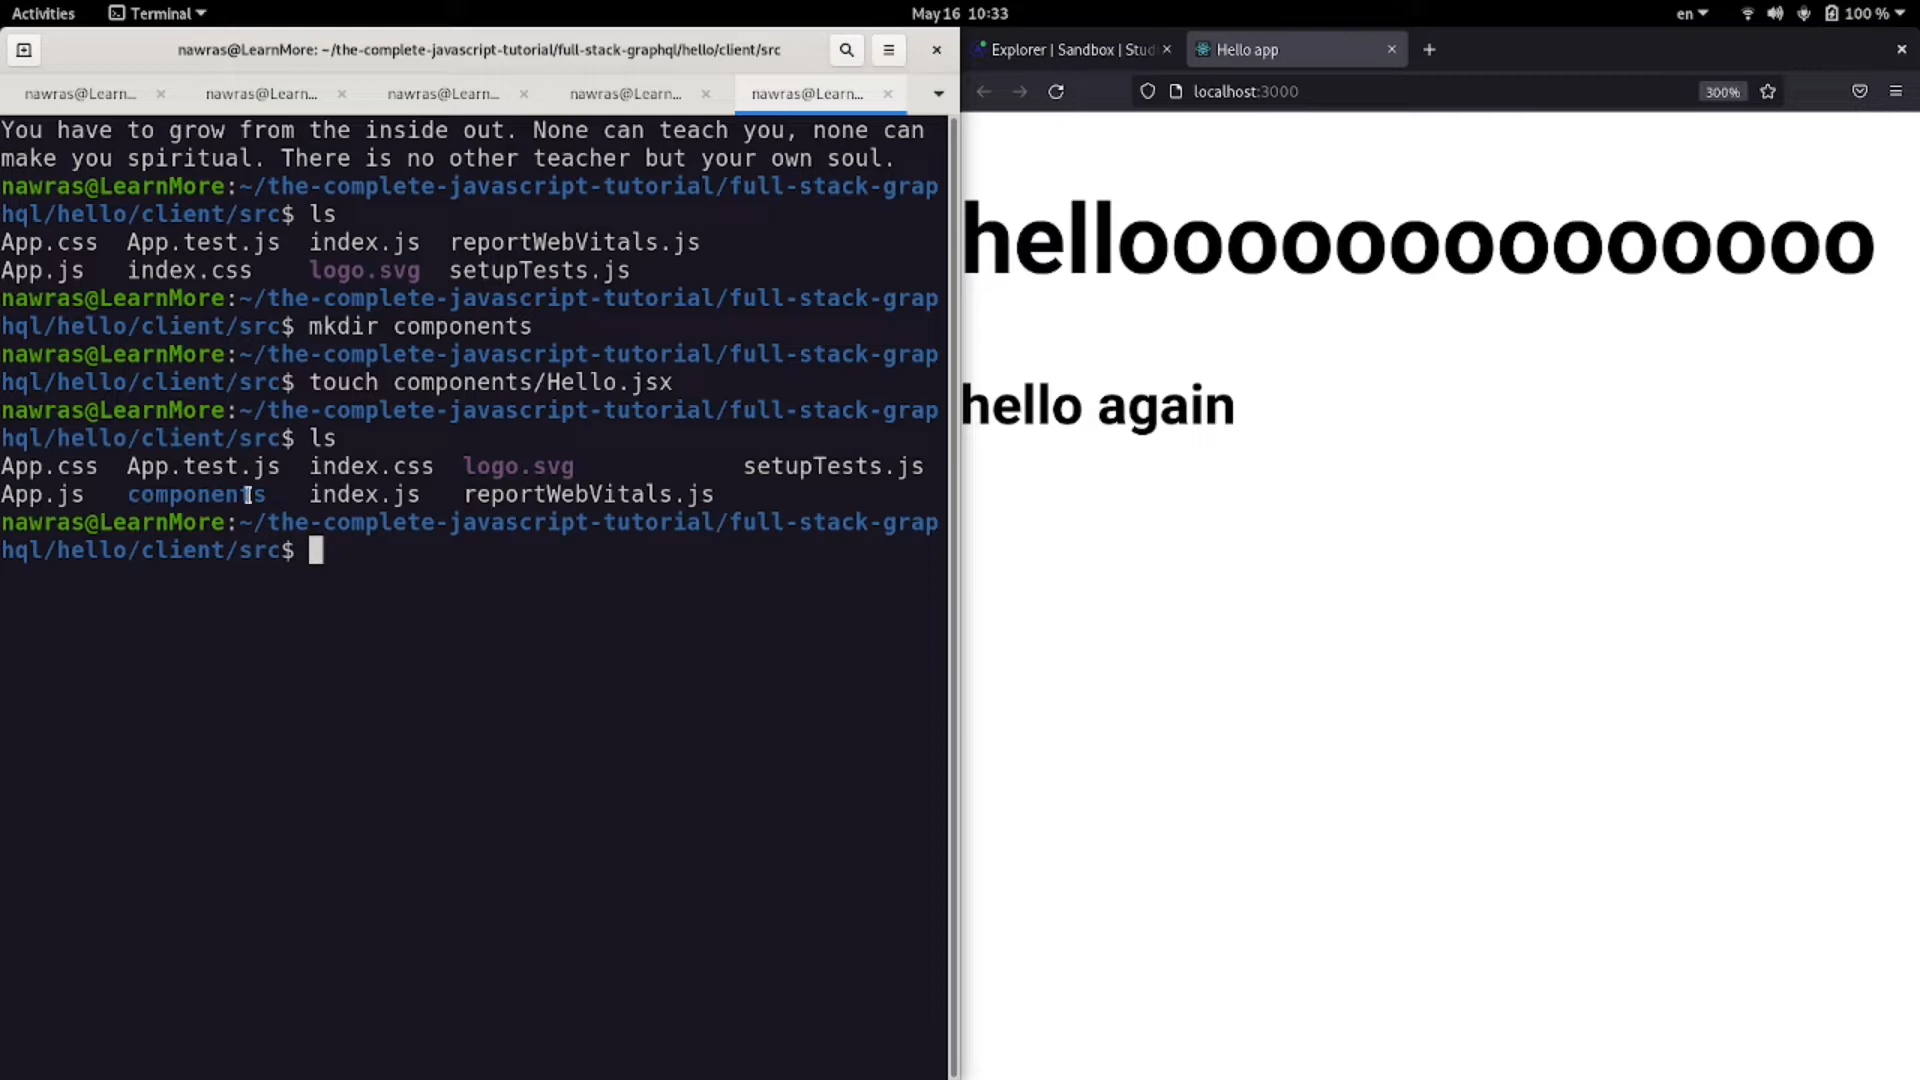 Activities Terminal May 16 10:33 en 100 %
nawras@LearnMore: ~/the-complete-javascript-tutorial/full-stack-graphql/hello/client/src
nawras@Learn... nawras@Learn... nawras@Learn... nawras@Learn... nawras@Learn...
You have to grow from the inside out. None can teach you, none can
make you spiritual. There is no other teacher but your own soul.
nawras@LearnMore:~/the-complete-javascript-tutorial/full-stack-grap
hql/hello/client/src$ ls
App.css App.test.js index.js reportWebVitals.js
App.js index.css logo.svg setupTests.js
nawras@LearnMore:~/the-complete-javascript-tutorial/full-stack-grap
hql/hello/client/src$ mkdir components
nawras@LearnMore:~/the-complete-javascript-tutorial/full-stack-grap
hql/hello/client/src$ touch components/Hello.jsx
nawras@LearnMore:~/the-complete-javascript-tutorial/full-stack-grap
hql/hello/client/src$ ls
App.css App.test.js index.css logo.svg setupTests.js
App.js components index.js reportWebVitals.js
nawras@LearnMore:~/the-complete-javascript-tutorial/full-stack-grap
hql/hello/client/src$
Explorer | Sandbox | Stud Hello app
localhost:3000 300%
helloooooooooooooo
hello again